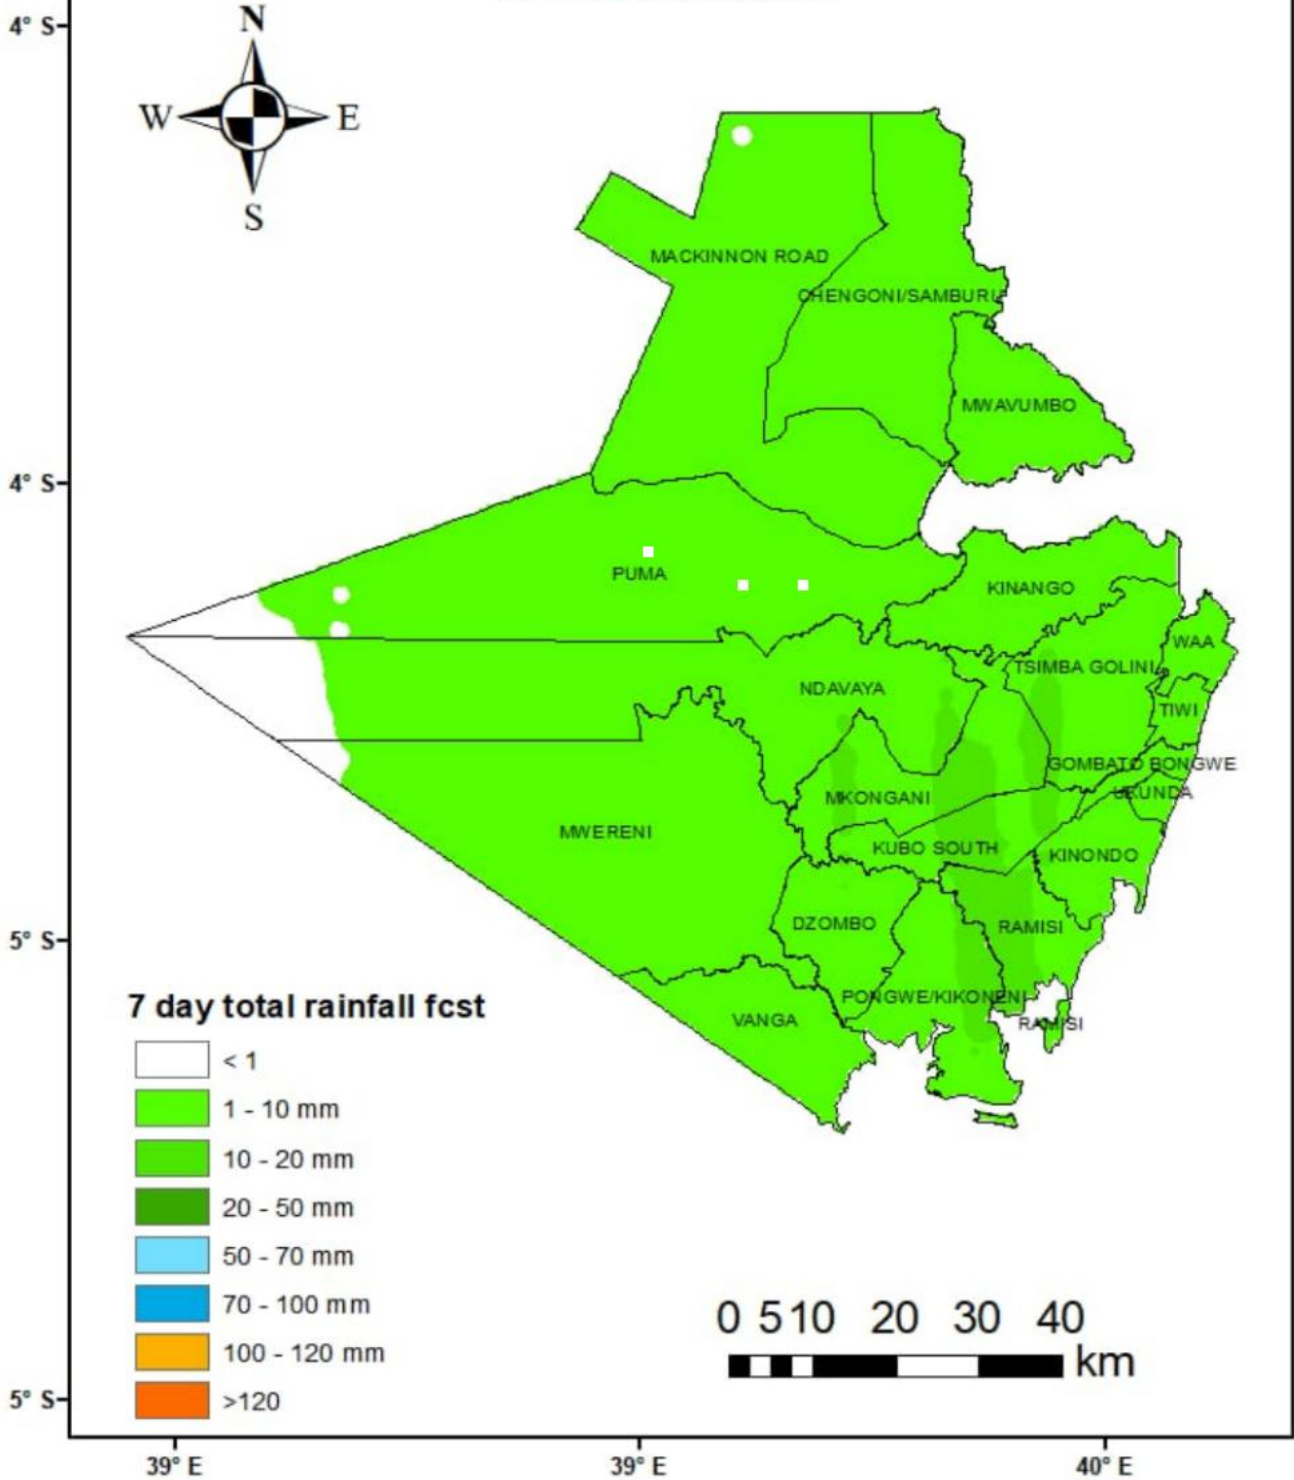 N
4° S
W E
S
MACKINNON ROAD
CHENGONI/SAMBURU
MWAVUMBO
4° S
PUMA
KINANGO
WAA
TSIMBA GOLINI
NDAVAYA
TIWI
GOMBATO BONGWE
UKUNDA
MKONGANI
MWERENI
KUBO SOUTH
KINONDO
DZOMBO
RAMISI
5° S
PONGWE/KIKONENI
VANGA
RAMISI
7 day total rainfall fcst
< 1
1 - 10 mm
10 - 20 mm
20 - 50 mm
50 - 70 mm
70 - 100 mm
100 - 120 mm
>120
0 5 10 20 30 40
km
5° S
39° E 39° E 40° E